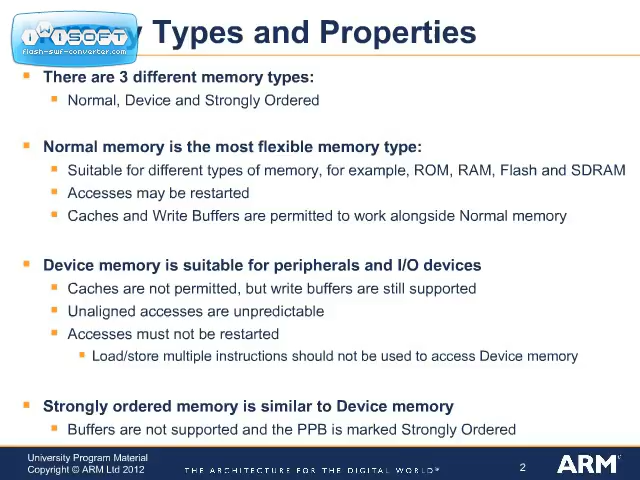 iWiSOFT
flash-swf-converter.com
y Types and Properties
There are 3 different memory types:
Normal, Device and Strongly Ordered
Normal memory is the most flexible memory type:
Suitable for different types of memory, for example, ROM, RAM, Flash and SDRAM
Accesses may be restarted
Caches and Write Buffers are permitted to work alongside Normal memory
Device memory is suitable for peripherals and I/O devices
Caches are not permitted, but write buffers are still supported
Unaligned accesses are unpredictable
Accesses must not be restarted
Load/store multiple instructions should not be used to access Device memory
Strongly ordered memory is similar to Device memory
Buffers are not supported and the PPB is marked Strongly Ordered
University Program Material
Copyright © ARM Ltd 2012
THE ARCHITECTURE FOR THE DIGITAL WORLD®
2
ARM®